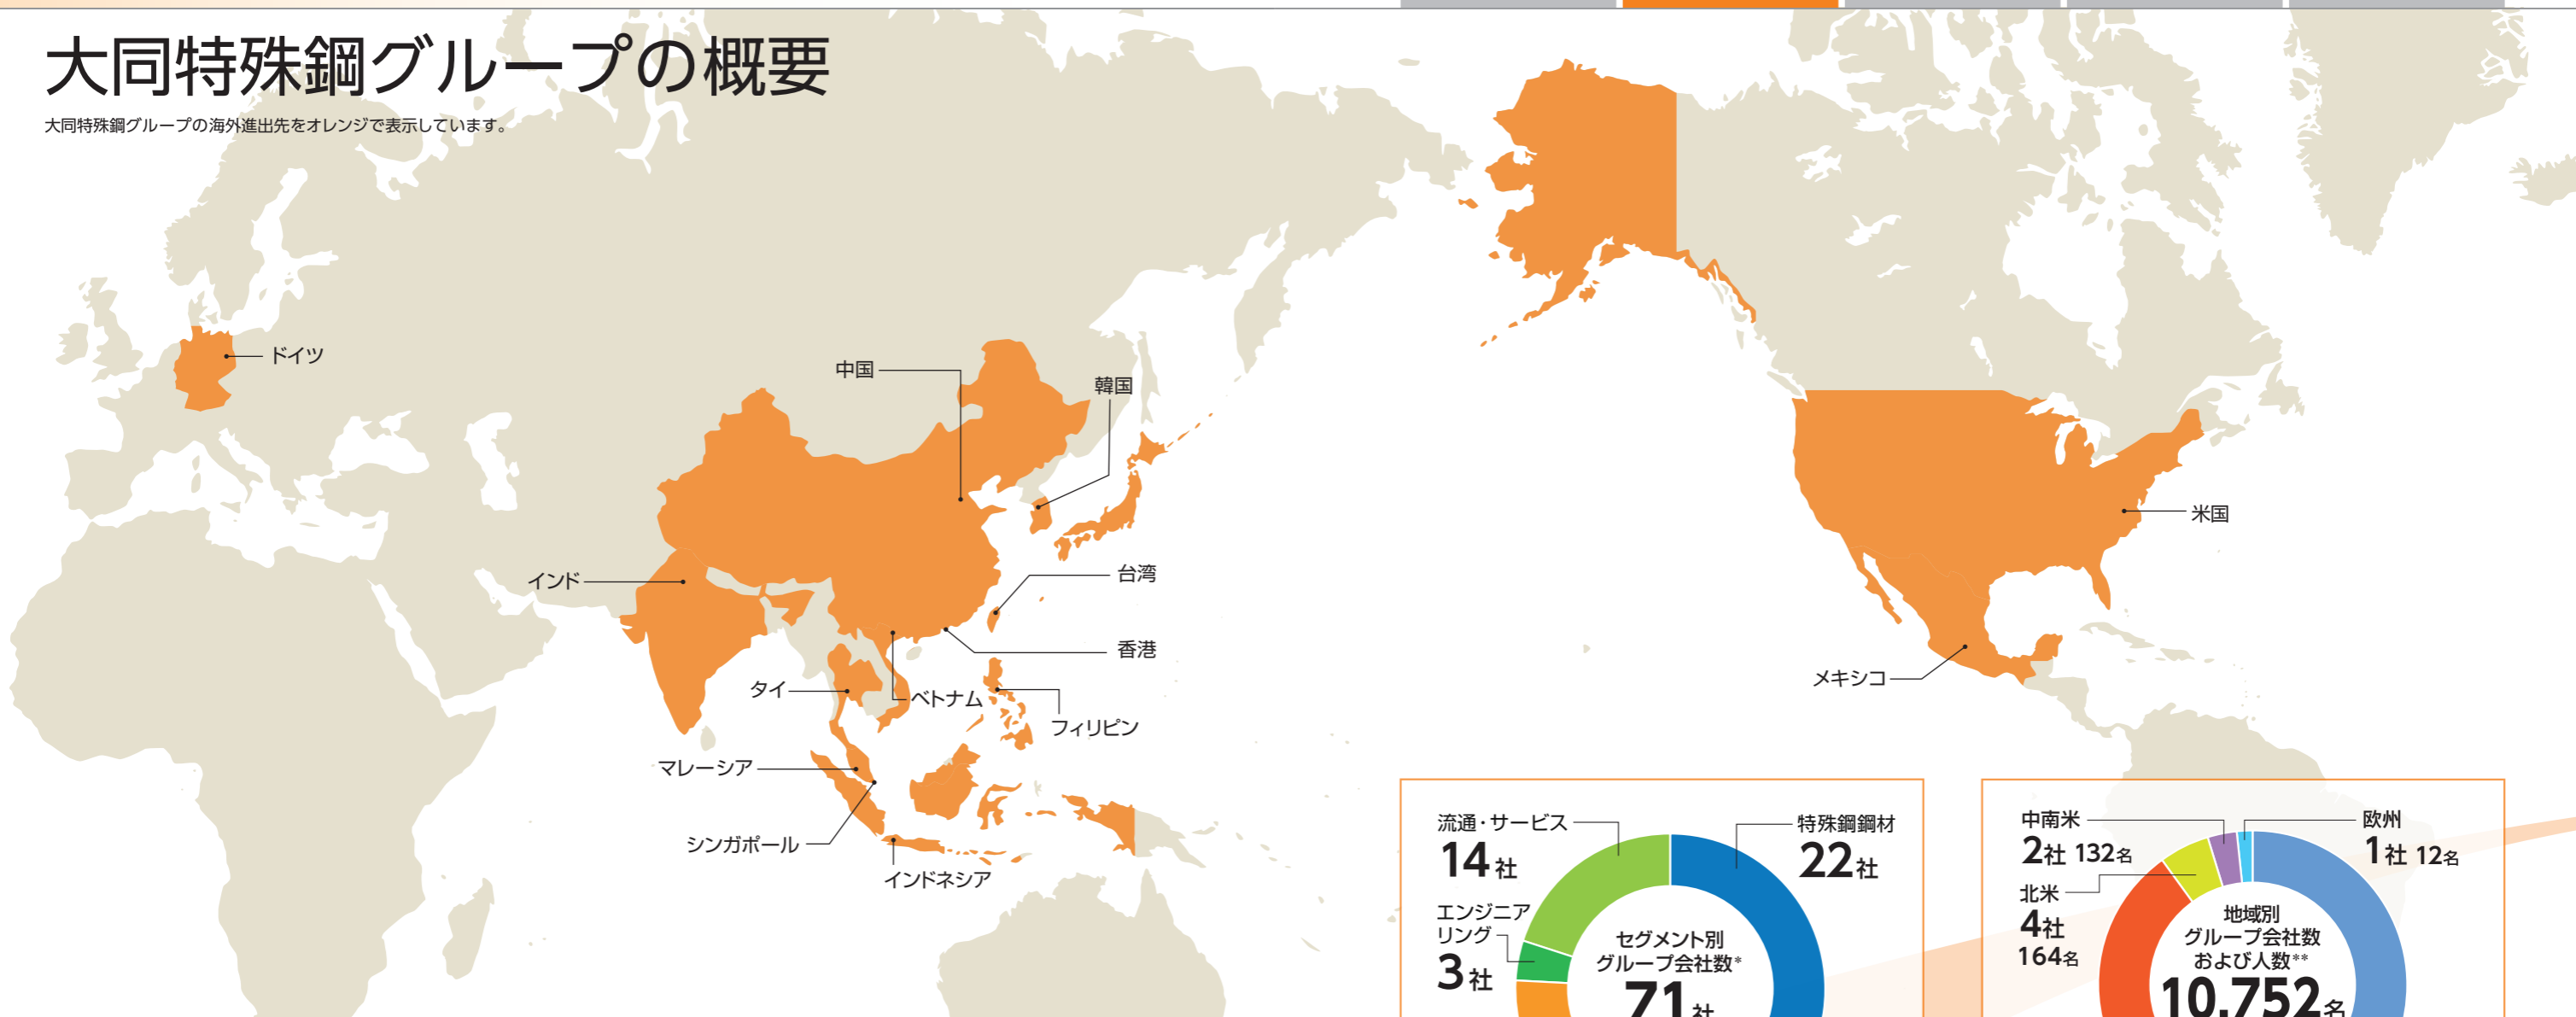 大同特殊鋼グループの概要
大同特殊鋼グループの海外進出先をオレンジで表示しています。
ドイツ
中国
韓国
米国
インド
台湾
香港
タイ
ベトナム
メキシコ
フィリピン
マレーシア
シンガポール
インドネシア
流通・サービス
14社
特殊鋼鋼材
22社
エンジニア
リング
3社
セグメント別
グループ会社数*
71社
中南米
2社 132名
欧州
1社 12名
北米
4社
164名
地域別
グループ会社数
および人数**
10,752名